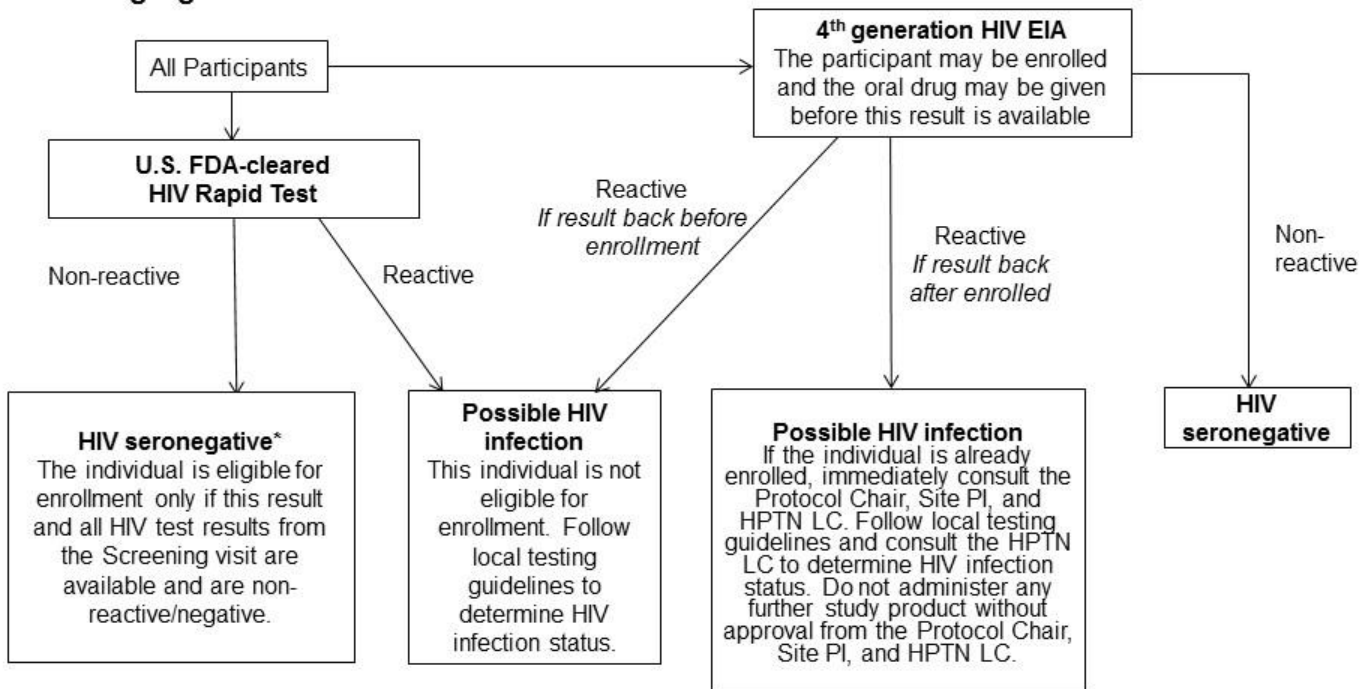 4th generation HIV EIA
The participant may be enrolled
and the oral drug may be given
before this result is available
All Participants
U.S. FDA-cleared
HIV Rapid Test
Reactive
If result back before
enrollment
Reactive
If result back
after enrolled
Non-
reactive
Non-reactive
Reactive
HIV seronegative*
The individual is eligible for
enrollment only if this result
and all HIV test results from
the Screening visit are
available and are non-
reactive/negative.
Possible HIV
infection
This individual is not
eligible for
enrollment. Follow
local testing
guidelines to
determine HIV
infection status.
Possible HIV infection
If the individual is already
enrolled, immediately consult the
Protocol Chair, Site PI, and
HPTN LC. Follow local testing
guidelines and consult the HPTN
LC to determine HIV infection
status. Do not administer any
further study product without
approval from the Protocol Chair,
Site PI, and HPTN LC.
HIV
seronegative